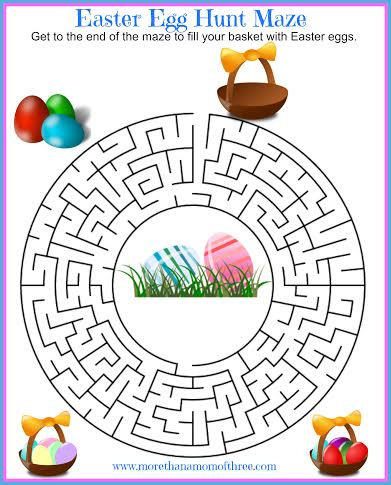 Easter Egg Hunt Maze
Get to the end of the maze to fill your basket with Easter eggs.
www.morethanamomofthree.com